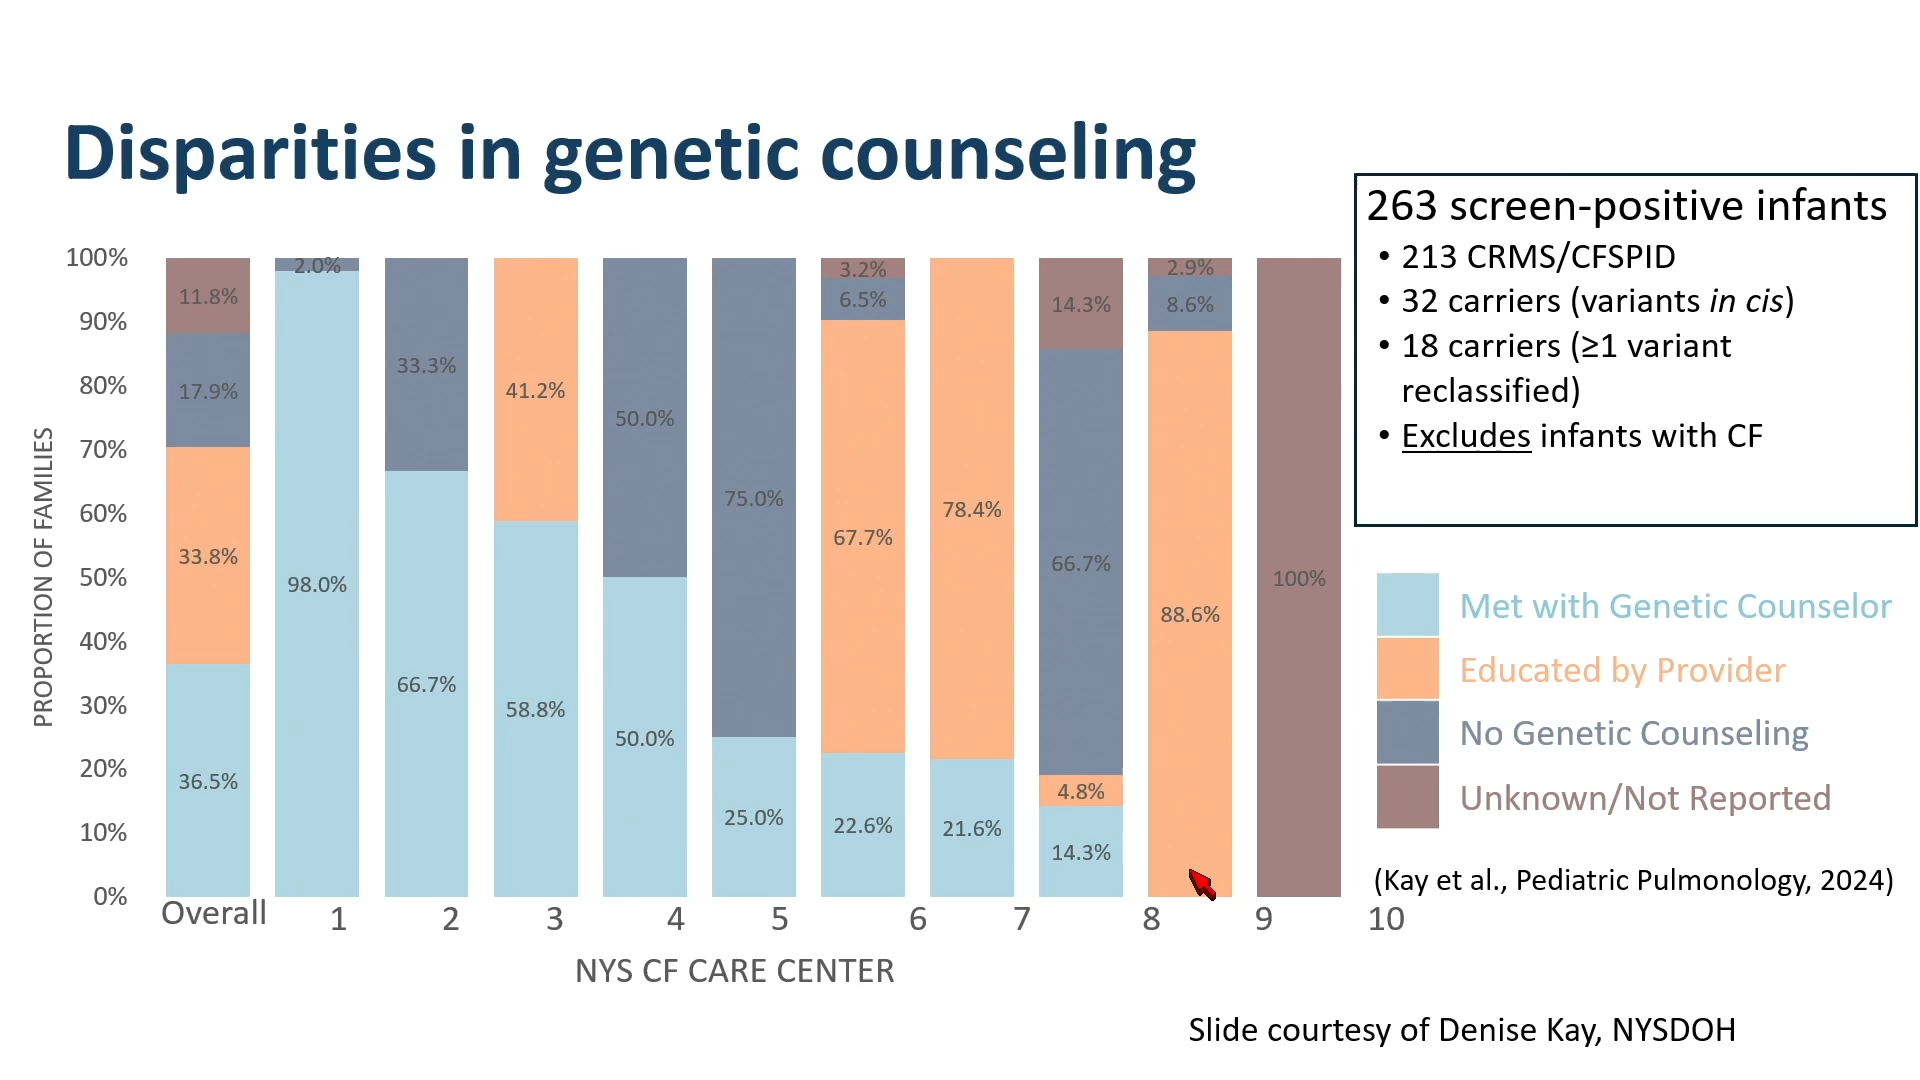 Disparities in genetic counseling
263 screen-positive infants
• 213 CRMS/CFSPID
• 32 carriers (variants in cis)
• 18 carriers (≥1 variant
reclassified)
• Excludes infants with CF
PROPORTION OF FAMILIES
100%
90%
80%
70%
60%
50%
40%
30%
20%
10%
0%
11.8%
17.9%
33.8%
36.5%
2.0%
98.0%
33.3%
66.7%
41.2%
58.8%
50.0%
50.0%
75.0%
25.0%
3.2%
6.5%
67.7%
22.6%
78.4%
21.6%
14.3%
66.7%
4.8%
14.3%
2.9%
8.6%
88.6%
100%
Overall 1 2 3 4 5 6 7 8 9 10
NYS CF CARE CENTER
Met with Genetic Counselor
Educated by Provider
No Genetic Counseling
Unknown/Not Reported
(Kay et al., Pediatric Pulmonology, 2024)
Slide courtesy of Denise Kay, NYSDOH